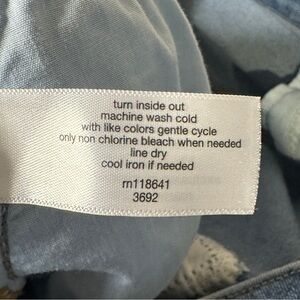 turn inside out
machine wash cold
with like colors gentle cycle
only non chlorine bleach when needed
line dry
cool iron if needed
rn118641
3692